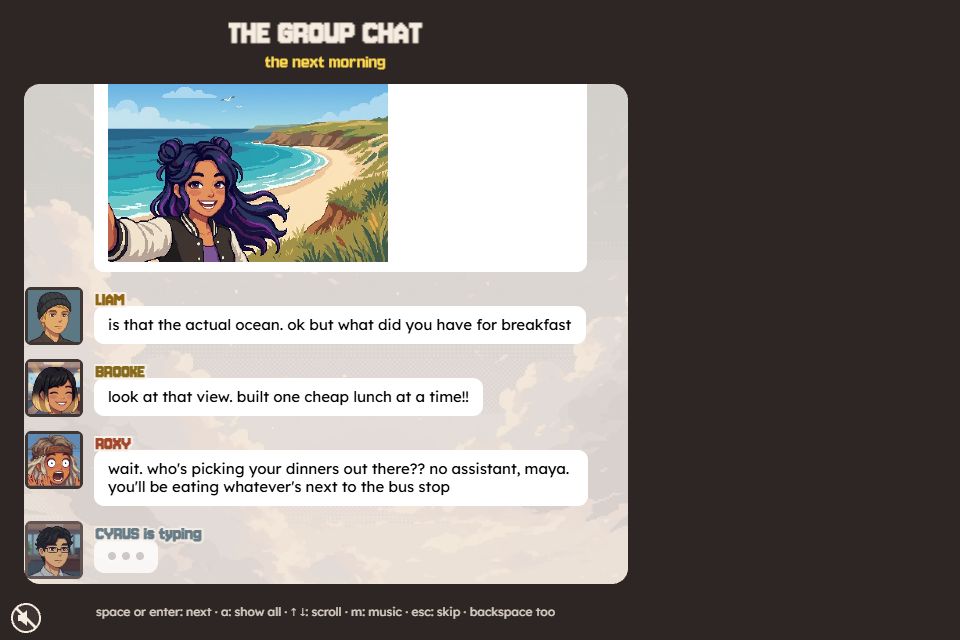 THE GROUP CHAT
the next morning
LIAM
is that the actual ocean. ok but what did you have for breakfast
BROOKE
look at that view. built one cheap lunch at a time!!
ROXY
wait. who's picking your dinners out there?? no assistant, maya.
you'll be eating whatever's next to the bus stop
CYRUS is typing
space or enter: next · a: show all · ↑ ↓: scroll · m: music · esc: skip · backspace too